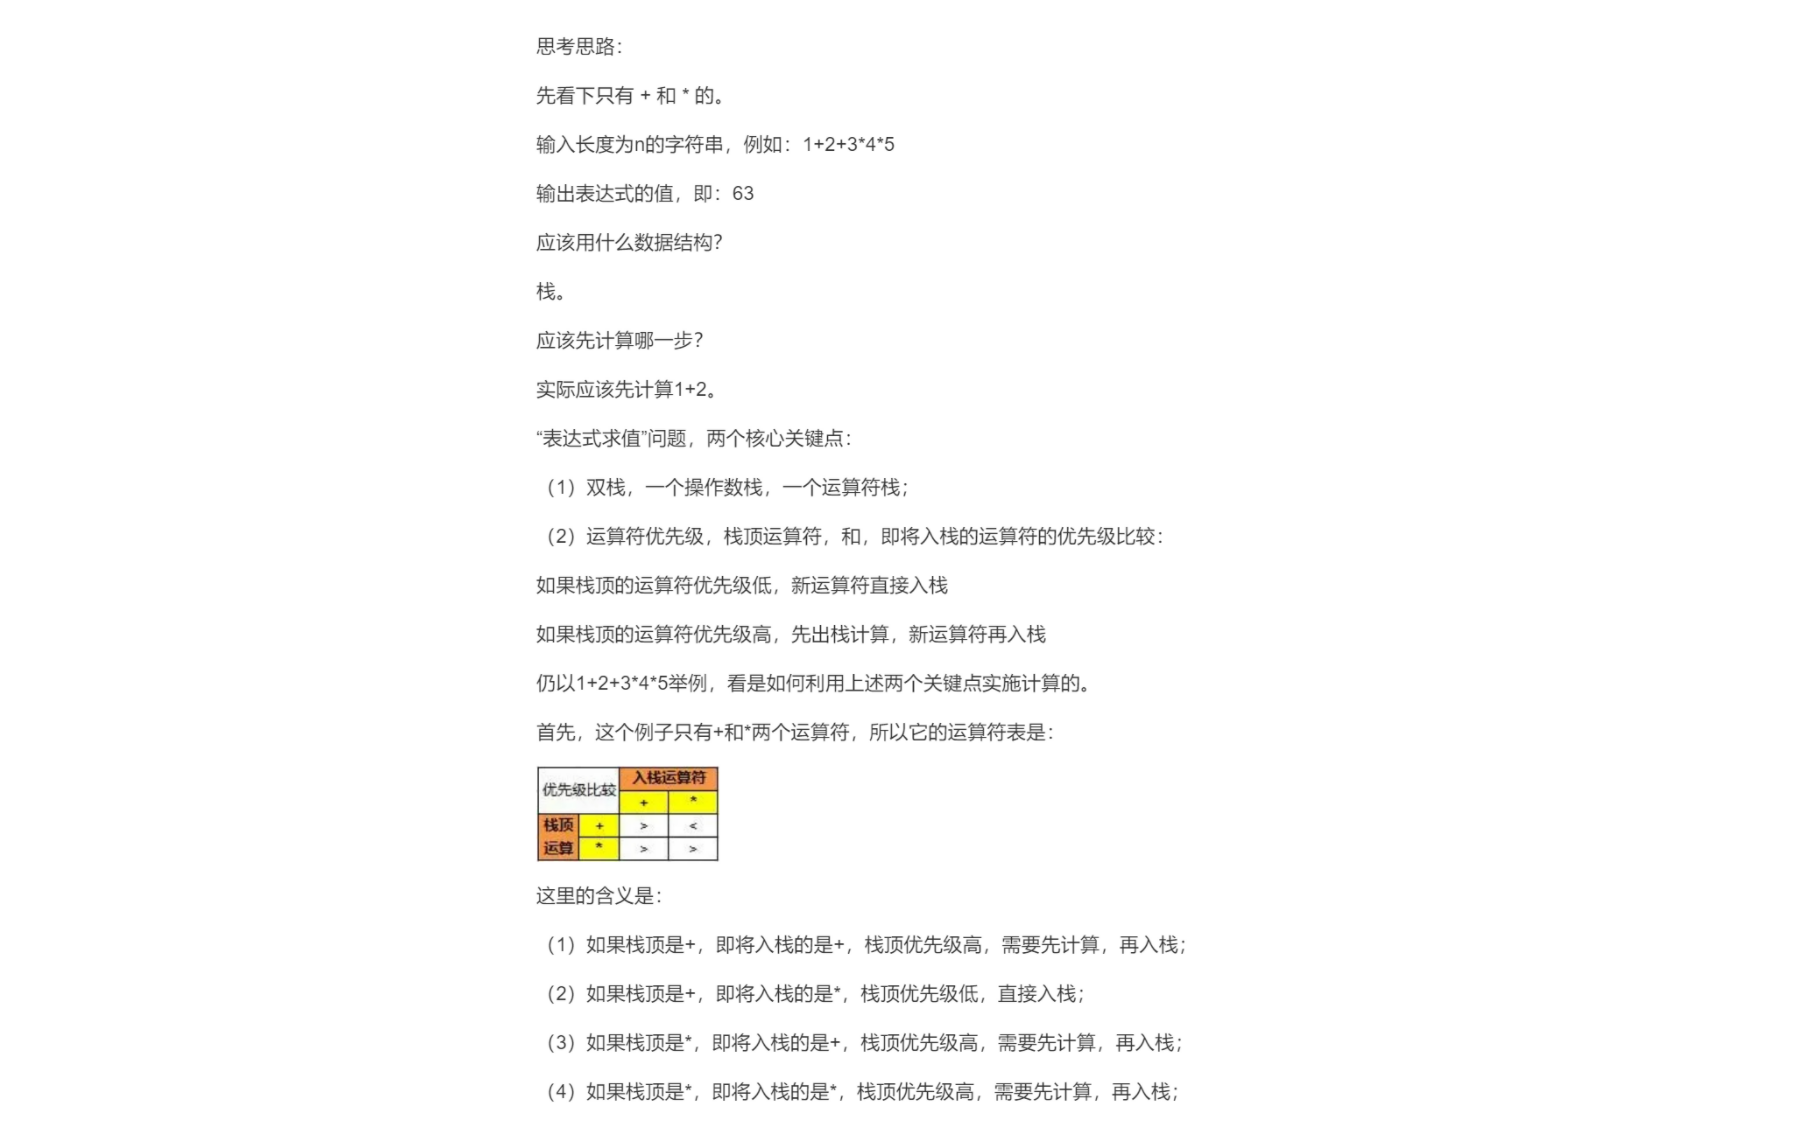 思考思路：
先看下只有 + 和 * 的。
输入长度为n的字符串，例如：1+2+3*4*5
输出表达式的值，即：63
应该用什么数据结构？
栈。
应该先计算哪一步？
实际应该先计算1+2。
“表达式求值”问题，两个核心关键点：
（1）双栈，一个操作数栈，一个运算符栈；
（2）运算符优先级，栈顶运算符，和，即将入栈的运算符的优先级比较：
如果栈顶的运算符优先级低，新运算符直接入栈
如果栈顶的运算符优先级高，先出栈计算，新运算符再入栈
仍以1+2+3*4*5举例，看是如何利用上述两个关键点实施计算的。
首先，这个例子只有+和*两个运算符，所以它的运算符表是：
优先级比较 入栈运算符
+ *
栈顶 + > <
运算 * > >
这里的含义是：
（1）如果栈顶是+，即将入栈的是+，栈顶优先级高，需要先计算，再入栈；
（2）如果栈顶是+，即将入栈的是*，栈顶优先级低，直接入栈；
（3）如果栈顶是*，即将入栈的是+，栈顶优先级高，需要先计算，再入栈；
（4）如果栈顶是*，即将入栈的是*，栈顶优先级高，需要先计算，再入栈；